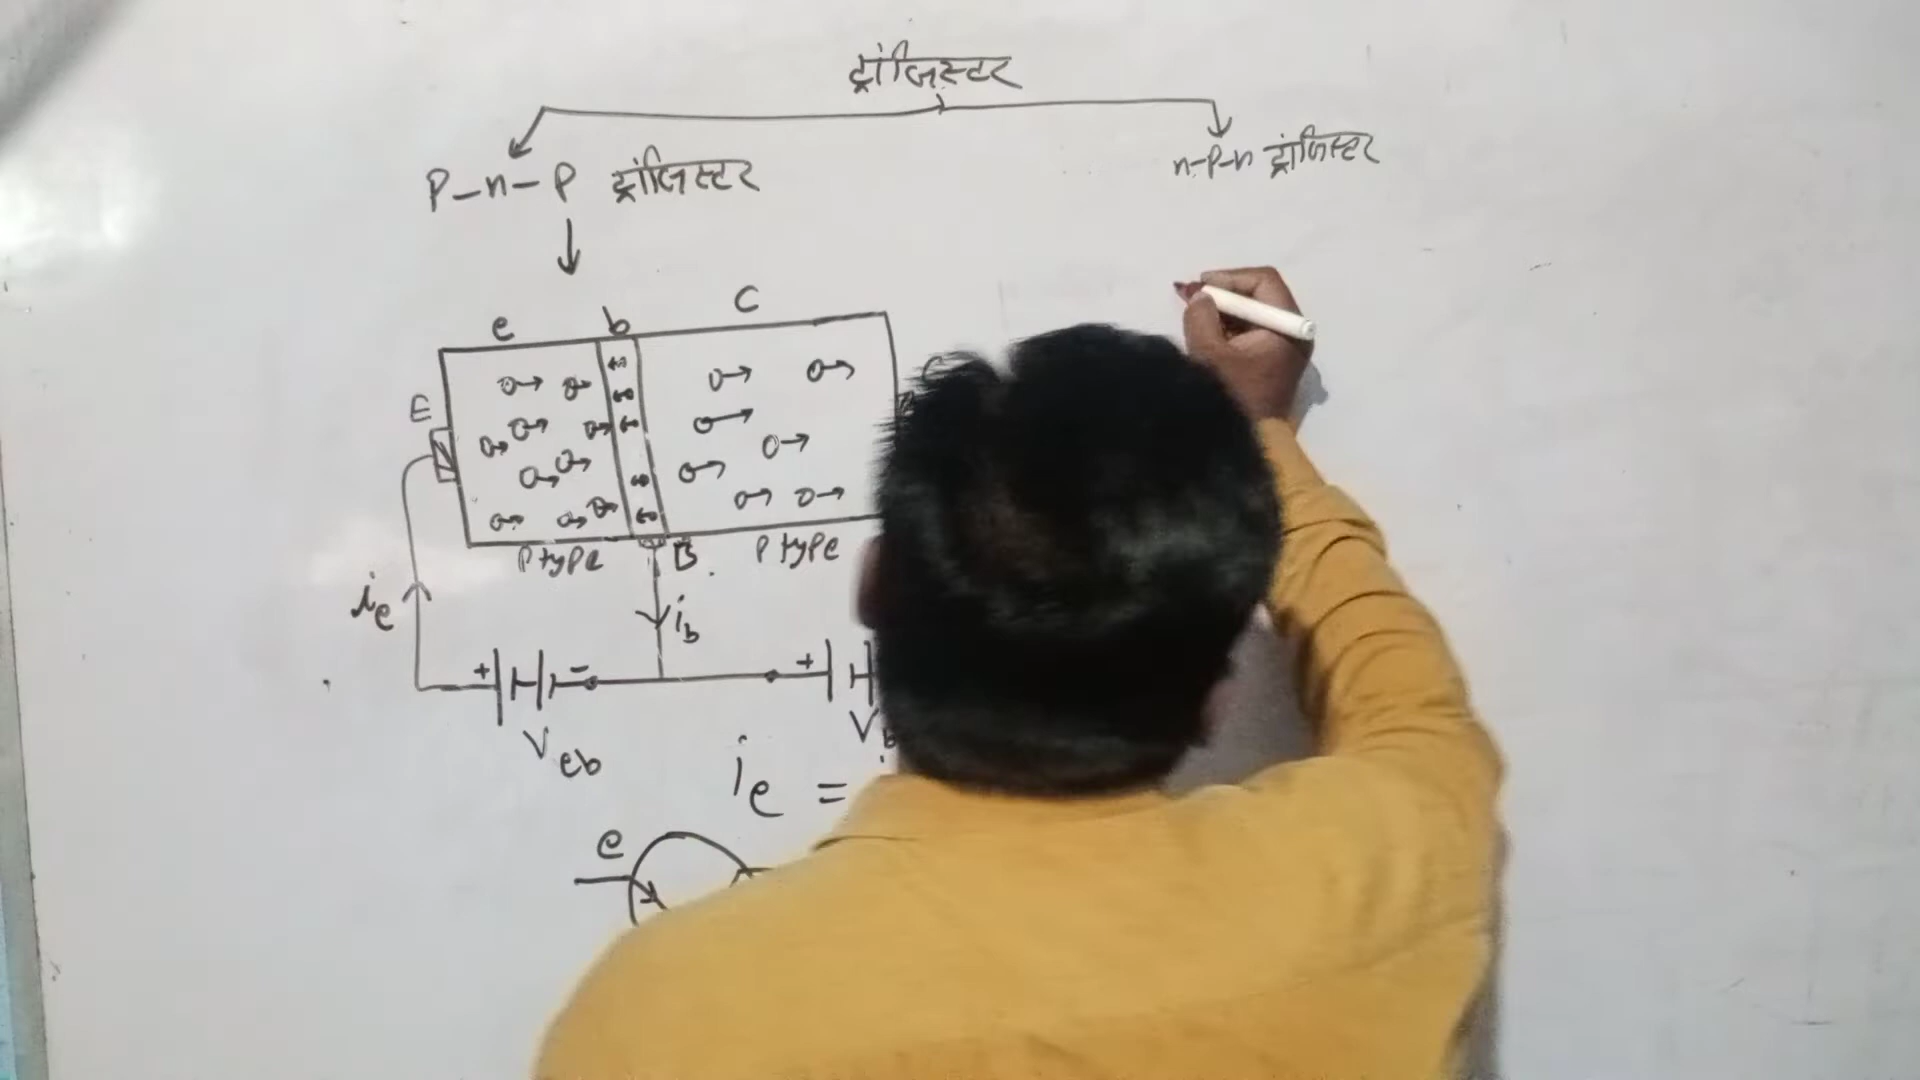 ट्रांजिस्टर
P-n-P ट्रांजिस्टर
n-p-n ट्रांजिस्टर
e b C
E
P type B P type
ie ib
+ - +
Veb V
ie =
e